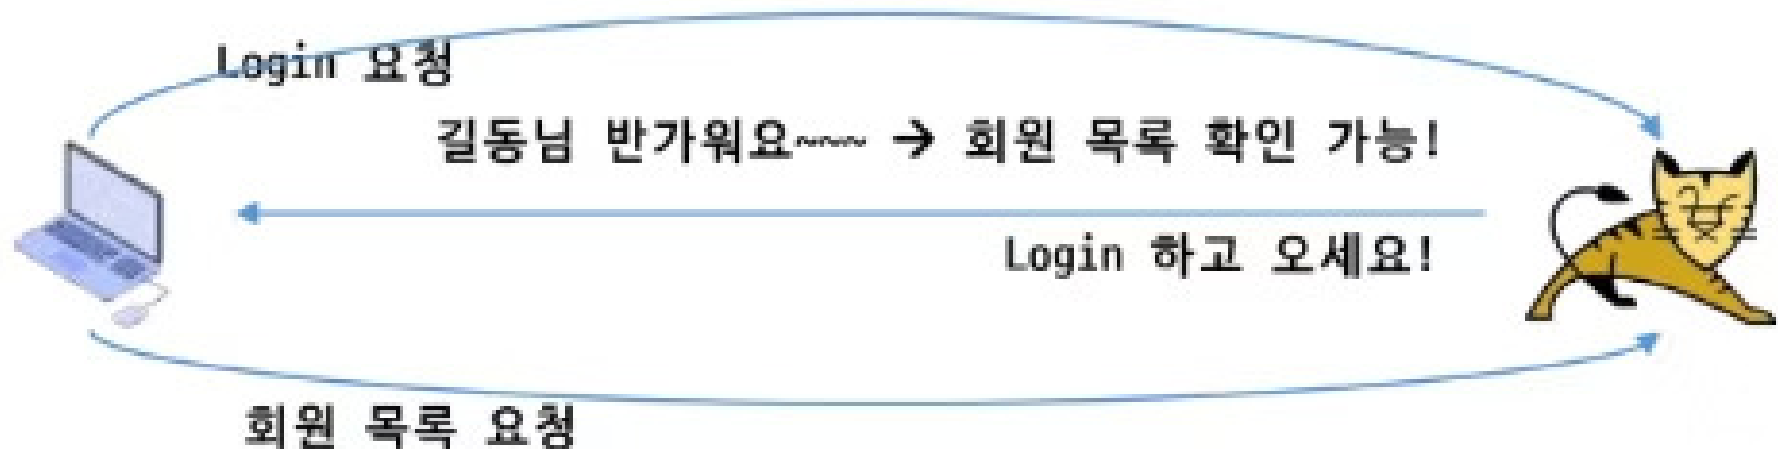 Login 요청
길동님 반가워요~~~ → 회원 목록 확인 가능!
Login 하고 오세요!
회원 목록 요청